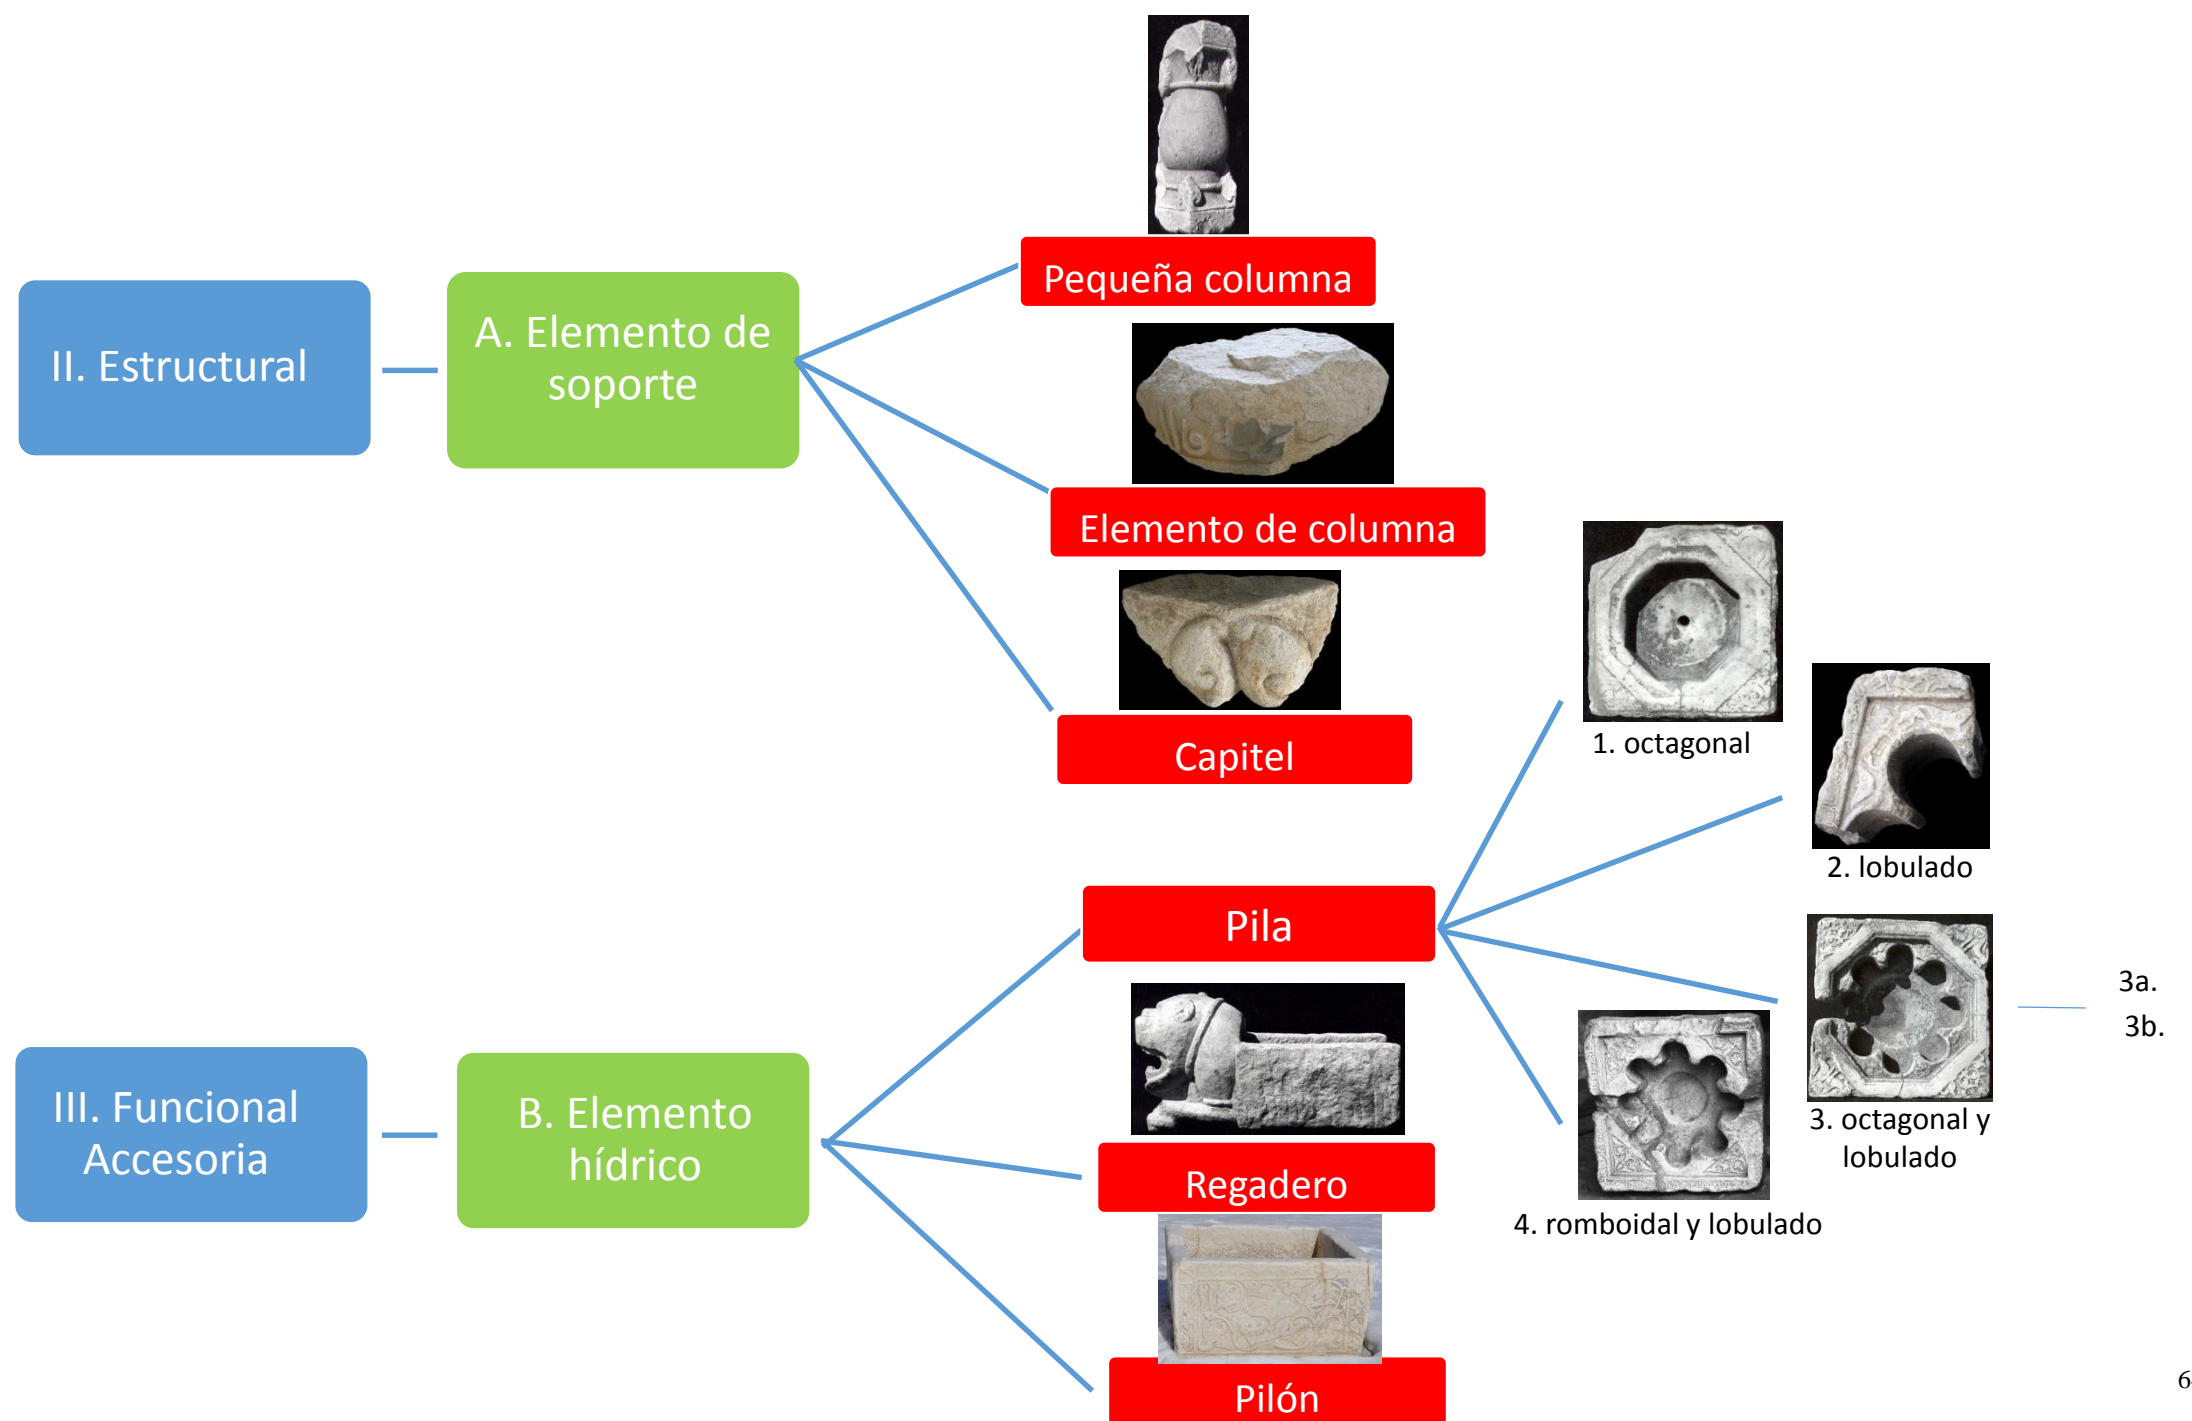 Pequeña columna
II. Estructural
A. Elemento de
soporte
Elemento de columna
Capitel
1. octagonal
2. lobulado
Pila
3a.
3b.
III. Funcional
Accesoria
B. Elemento
hídrico
3. octagonal y
lobulado
Regadero
4. romboidal y lobulado
Pilón